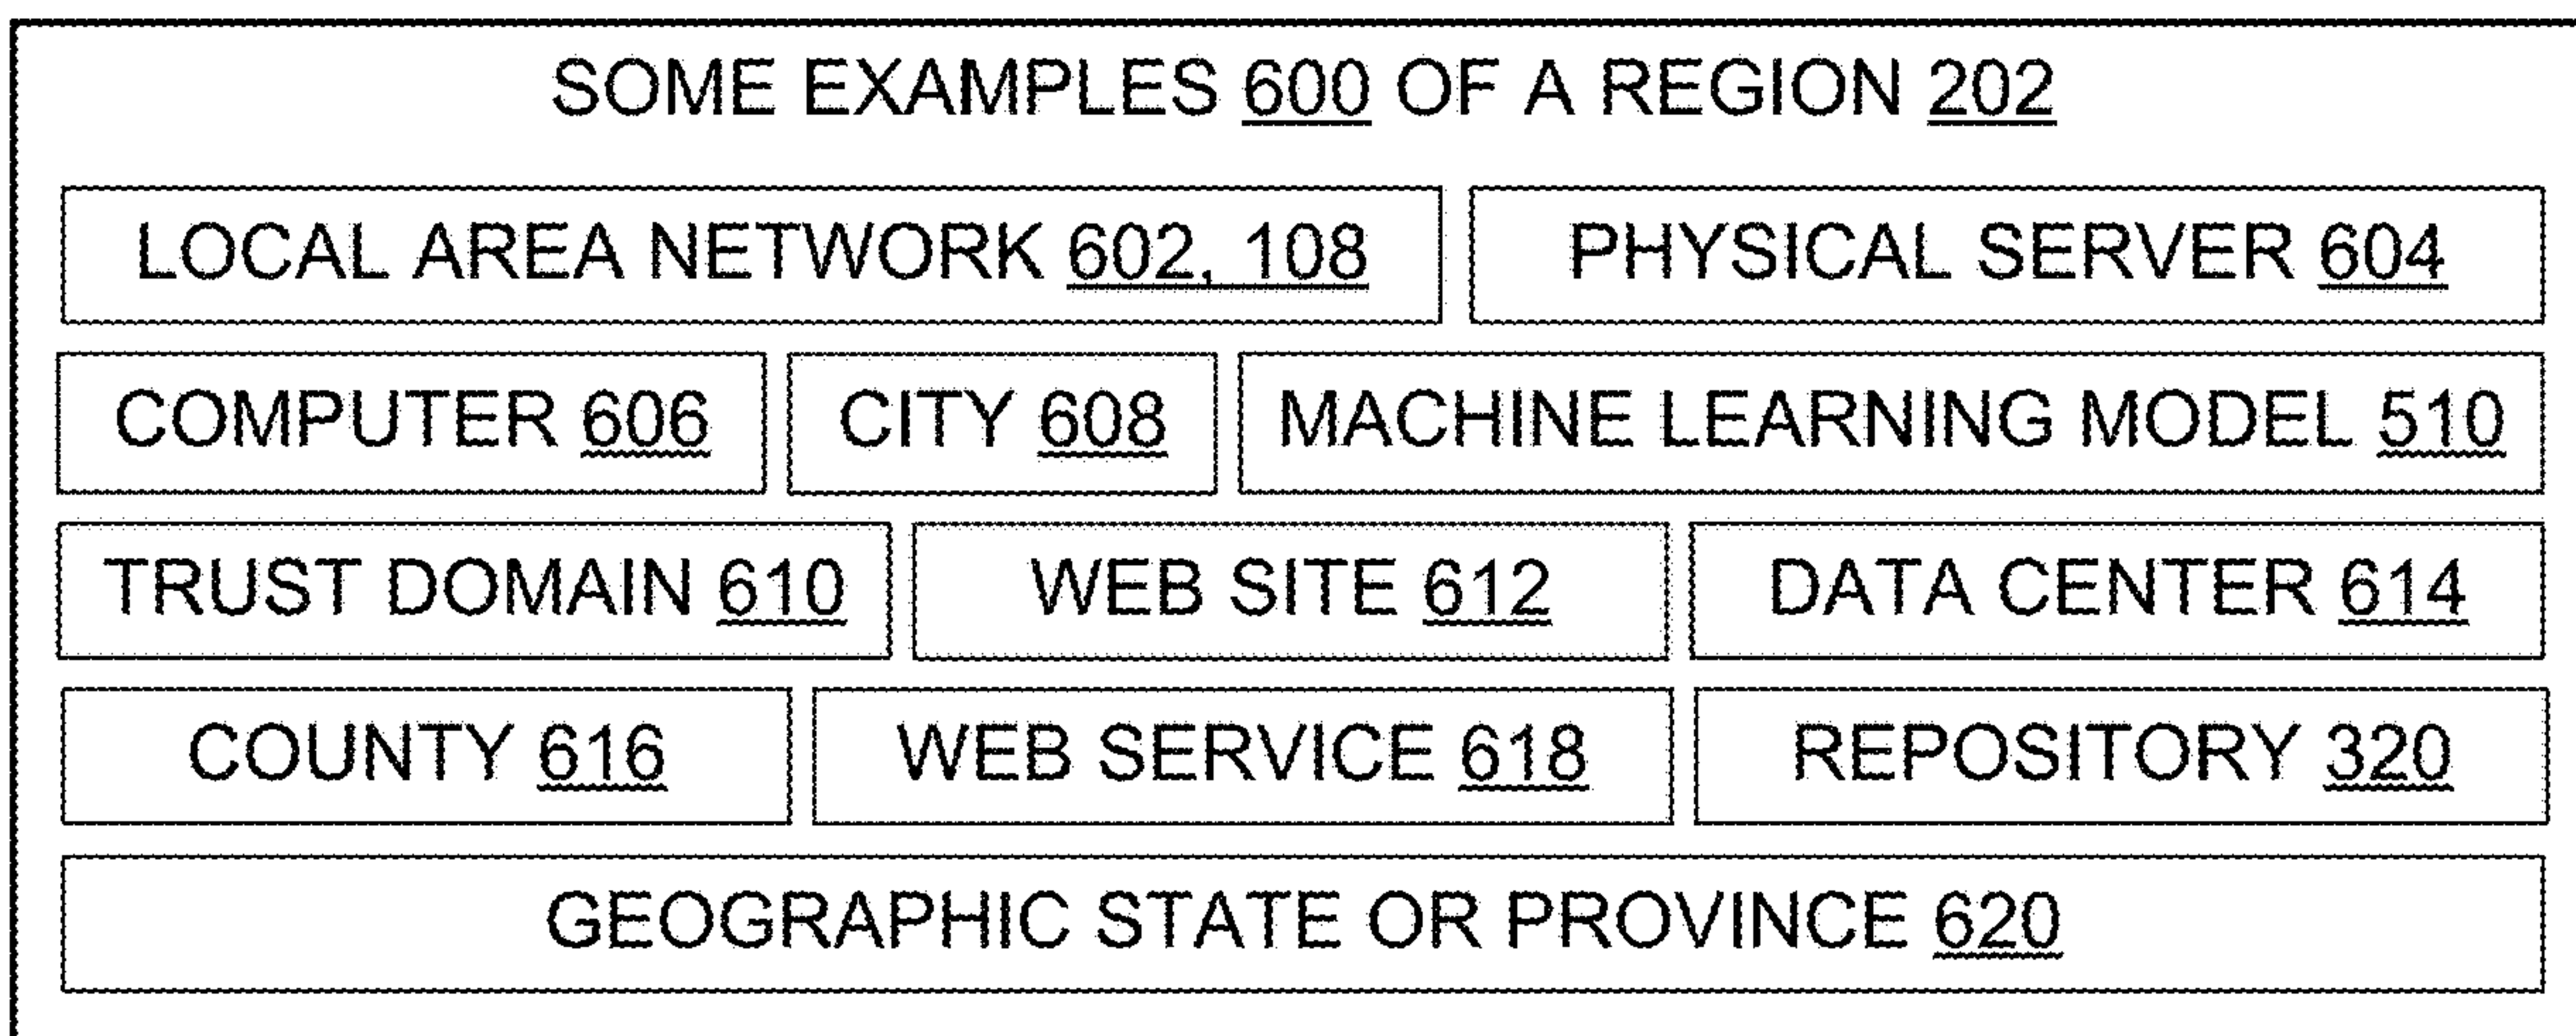 SOME EXAMPLES 600 OF A REGION 202
LOCAL AREA NETWORK 602, 108
PHYSICAL SERVER 604
COMPUTER 606
CITY 608
MACHINE LEARNING MODEL 510
TRUST DOMAIN 610
WEB SITE 612
DATA CENTER 614
COUNTY 616
WEB SERVICE 618
REPOSITORY 320
GEOGRAPHIC STATE OR PROVINCE 620